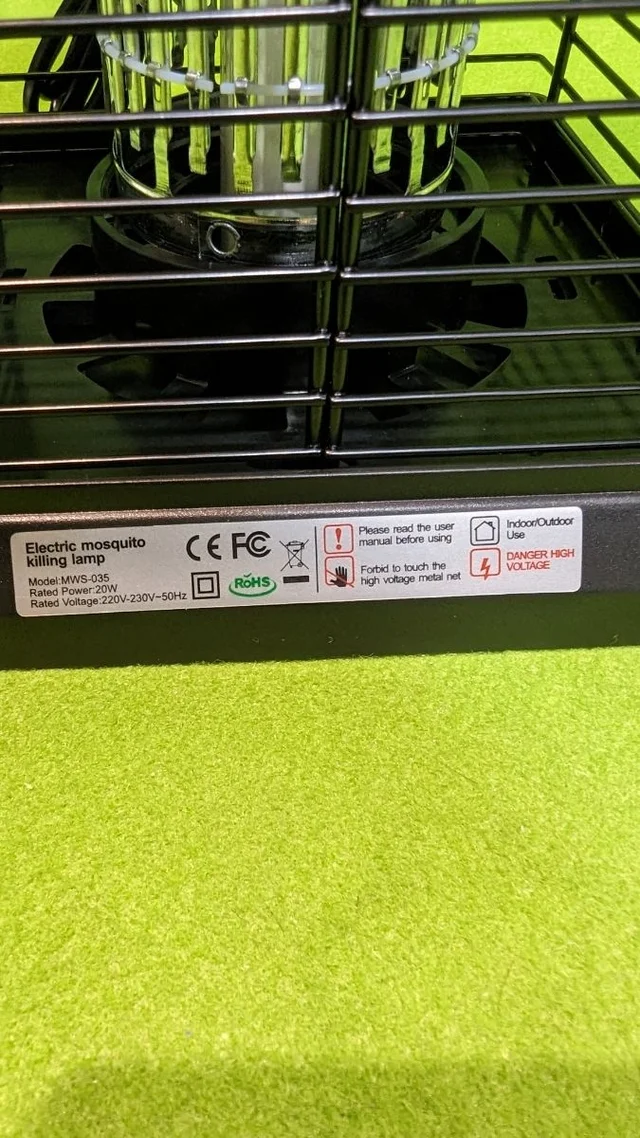 Electric mosquito
killing lamp
Model:MWS-035
Rated Power:20W
Rated Voltage:220V-230V~50Hz
CE FC
RoHS
Please read the user
manual before using
Forbid to touch the
high voltage metal net
Indoor/Outdoor
Use
DANGER HIGH
VOLTAGE